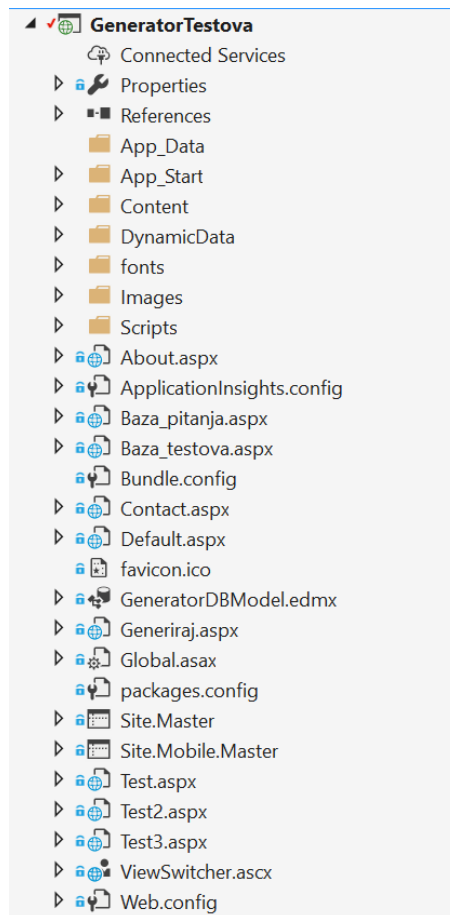 GeneratorTestova
Connected Services
Properties
References
App_Data
App_Start
Content
DynamicData
fonts
Images
Scripts
About.aspx
ApplicationInsights.config
Baza_pitanja.aspx
Baza_testova.aspx
Bundle.config
Contact.aspx
Default.aspx
favicon.ico
GeneratorDBModel.edmx
Generiraj.aspx
Global.asax
packages.config
Site.Master
Site.Mobile.Master
Test.aspx
Test2.aspx
Test3.aspx
ViewSwitcher.ascx
Web.config